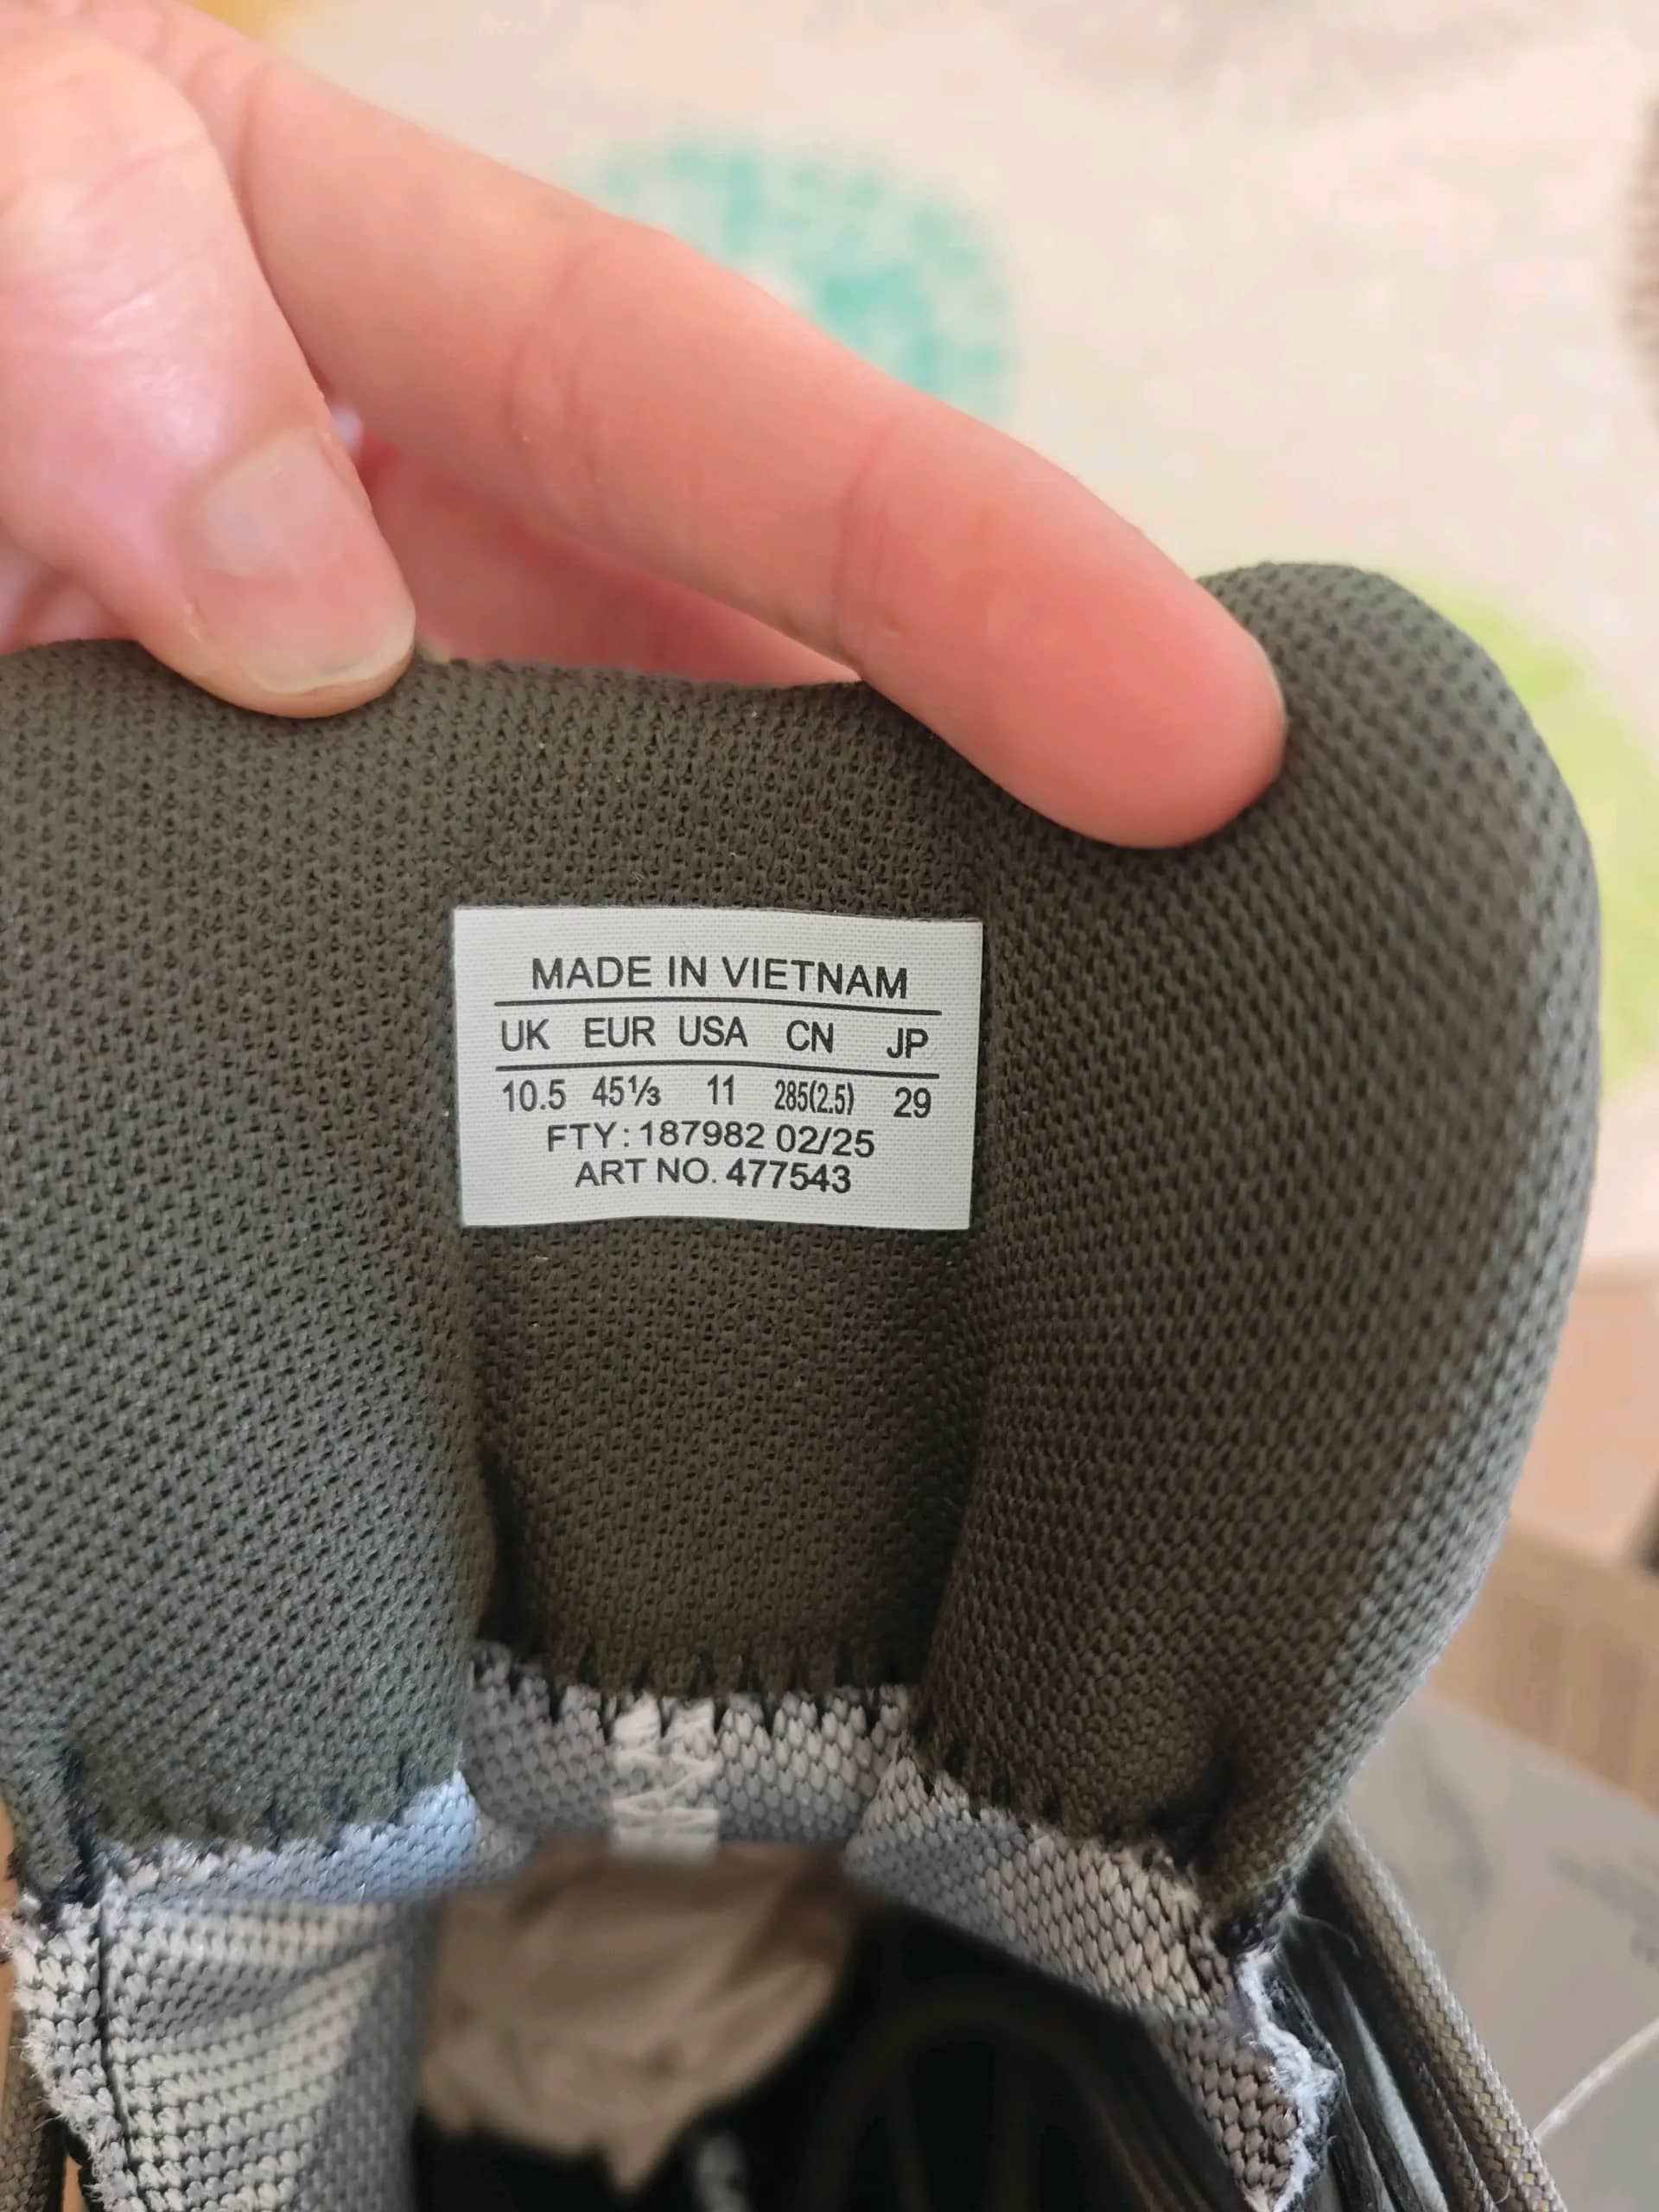 MADE IN VIETNAM
UK EUR USA CN JP
10.5 45⅓ 11 285(2.5) 29
FTY: 187982 02/25
ART NO. 477543